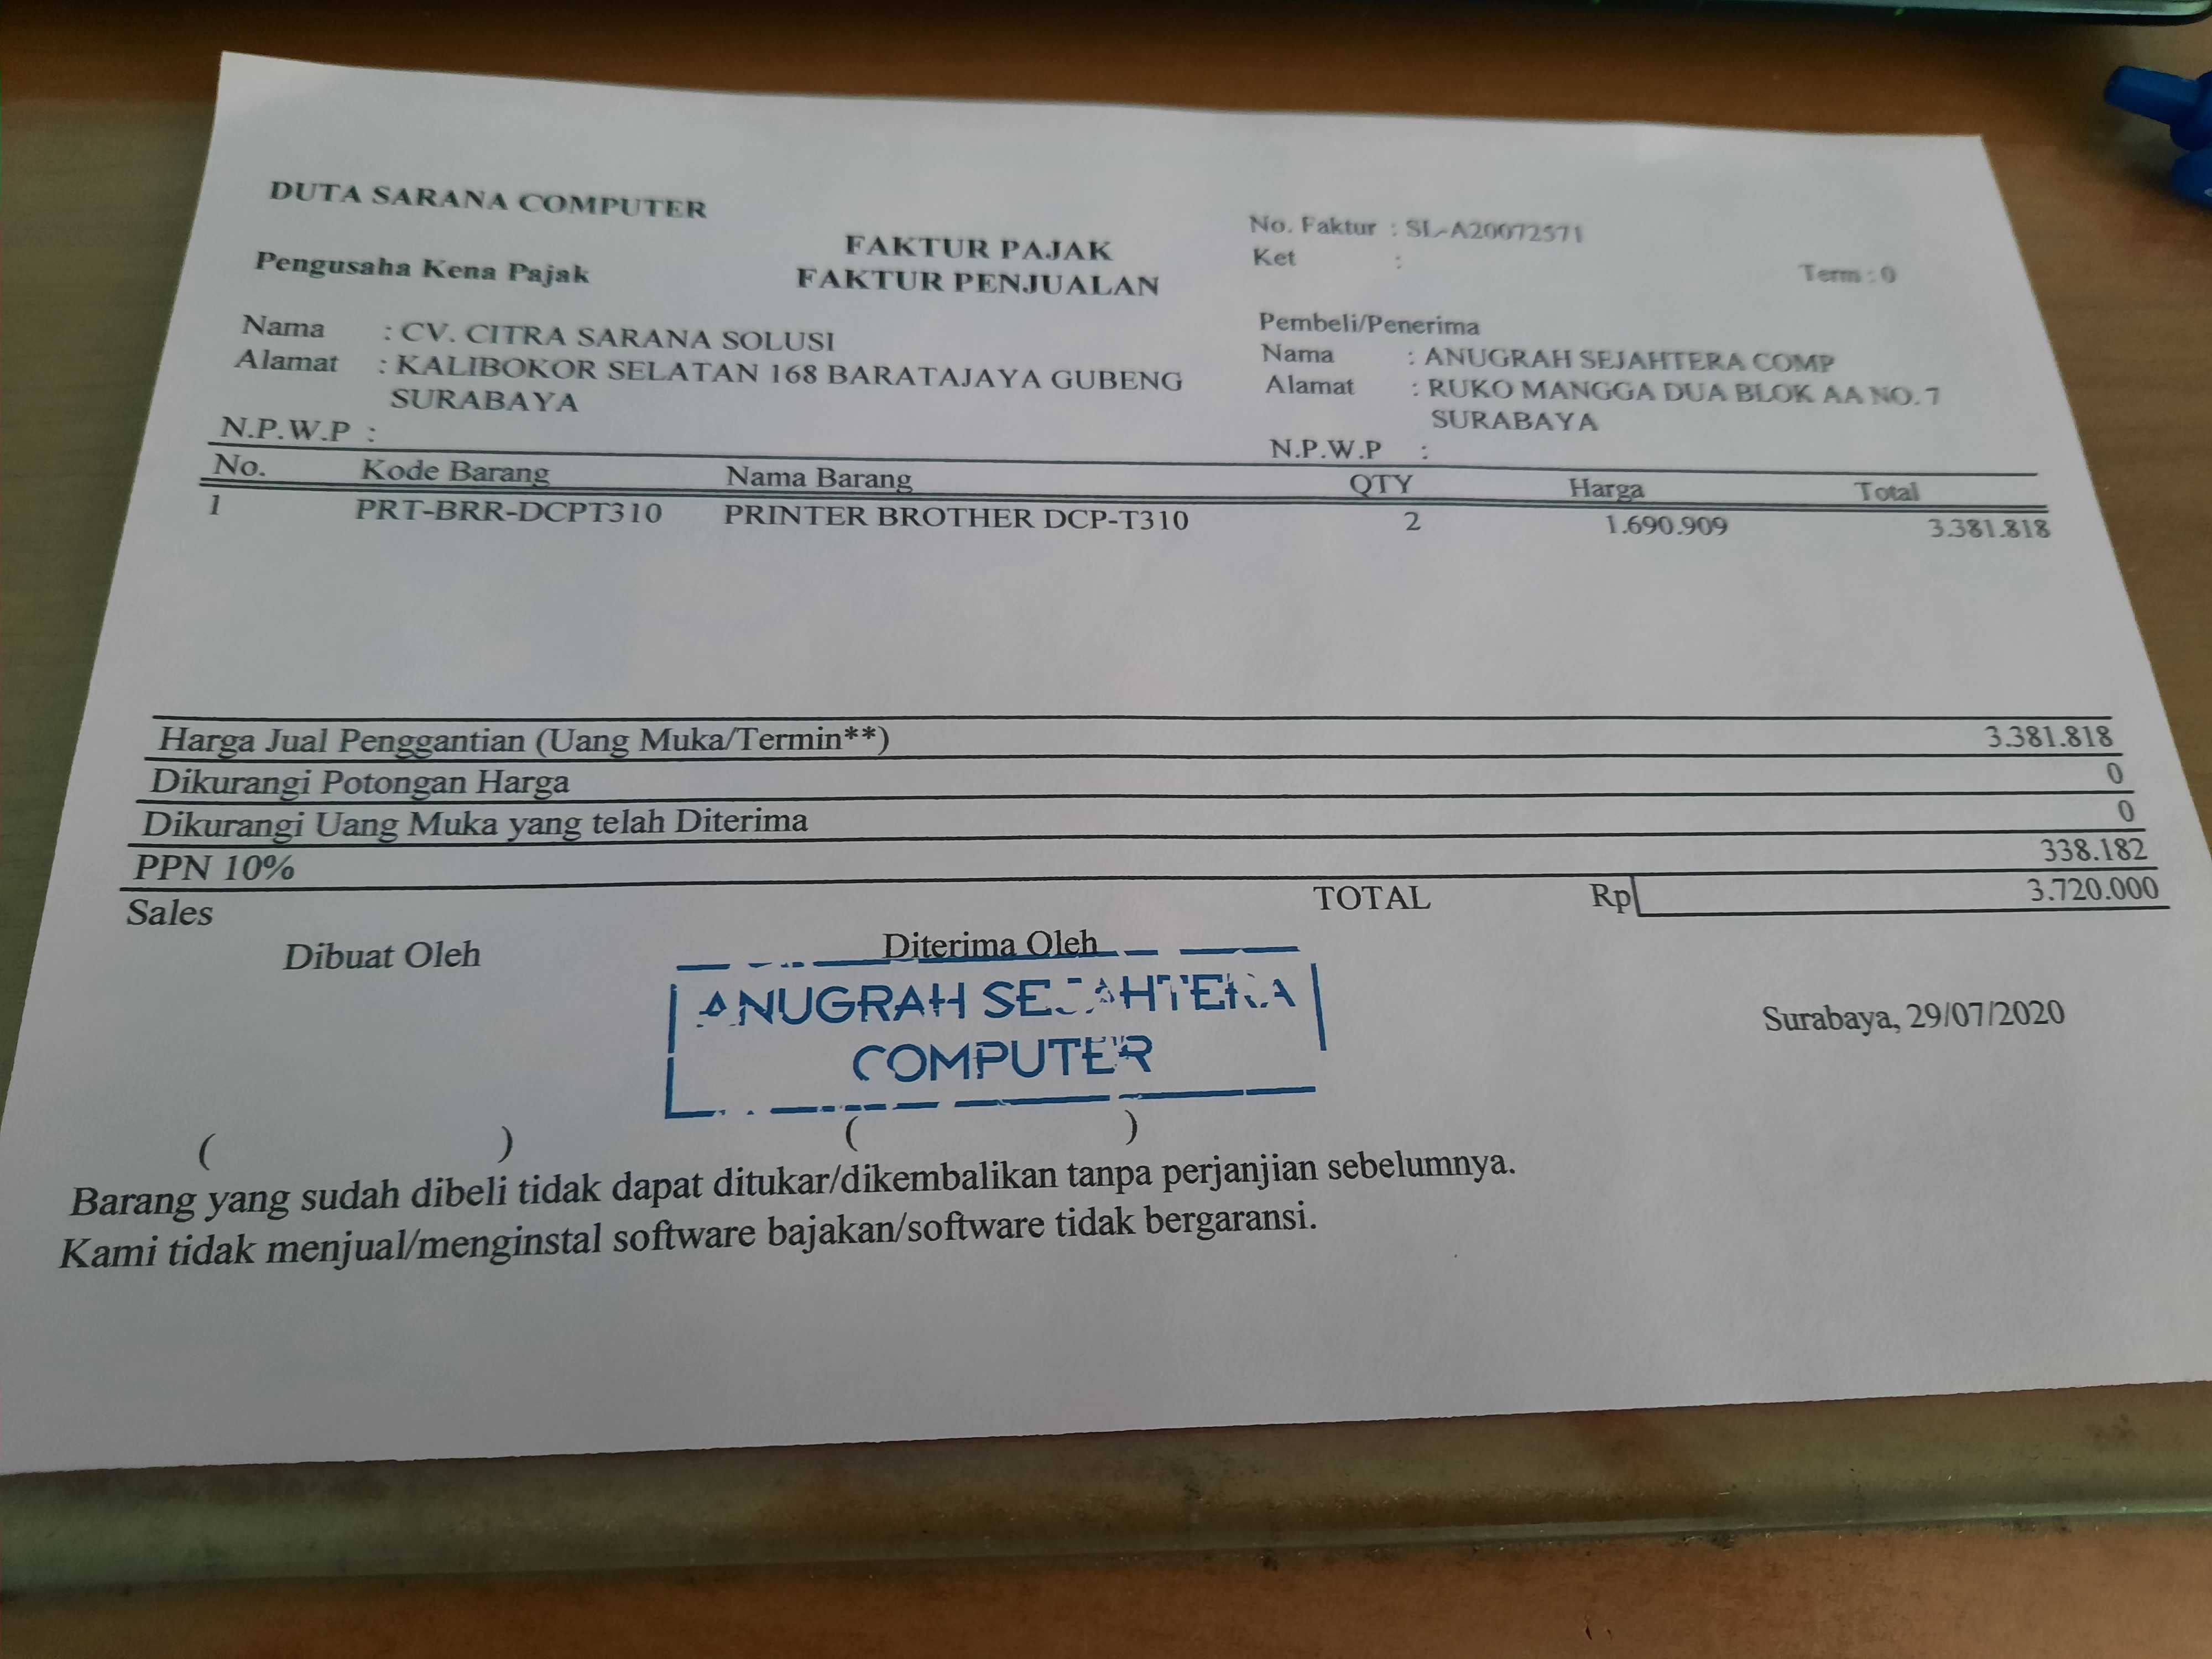 DUTA SARANA COMPUTER
FAKTUR PAJAK
FAKTUR PENJUALAN
No. Faktur : SL-A20072571
Ket :
Term : 0
Pengusaha Kena Pajak
Nama : CV. CITRA SARANA SOLUSI
Alamat : KALIBOKOR SELATAN 168 BARATAJAYA GUBENG
SURABAYA
N.P.W.P :
Pembeli/Penerima
Nama : ANUGRAH SEJAHTERA COMP
Alamat : RUKO MANGGA DUA BLOK AA NO.7
SURABAYA
N.P.W.P :
No. Kode Barang Nama Barang QTY Harga Total
1 PRT-BRR-DCPT310 PRINTER BROTHER DCP-T310 2 1.690.909 3.381.818
Harga Jual Penggantian (Uang Muka/Termin**) 3.381.818
Dikurangi Potongan Harga 0
Dikurangi Uang Muka yang telah Diterima 0
PPN 10% 338.182
Sales TOTAL Rp 3.720.000
Dibuat Oleh Diterima Oleh
ANUGRAH SEJAHTERA
COMPUTER
Surabaya, 29/07/2020
( ) ( )
Barang yang sudah dibeli tidak dapat ditukar/dikembalikan tanpa perjanjian sebelumnya.
Kami tidak menjual/menginstal software bajakan/software tidak bergaransi.